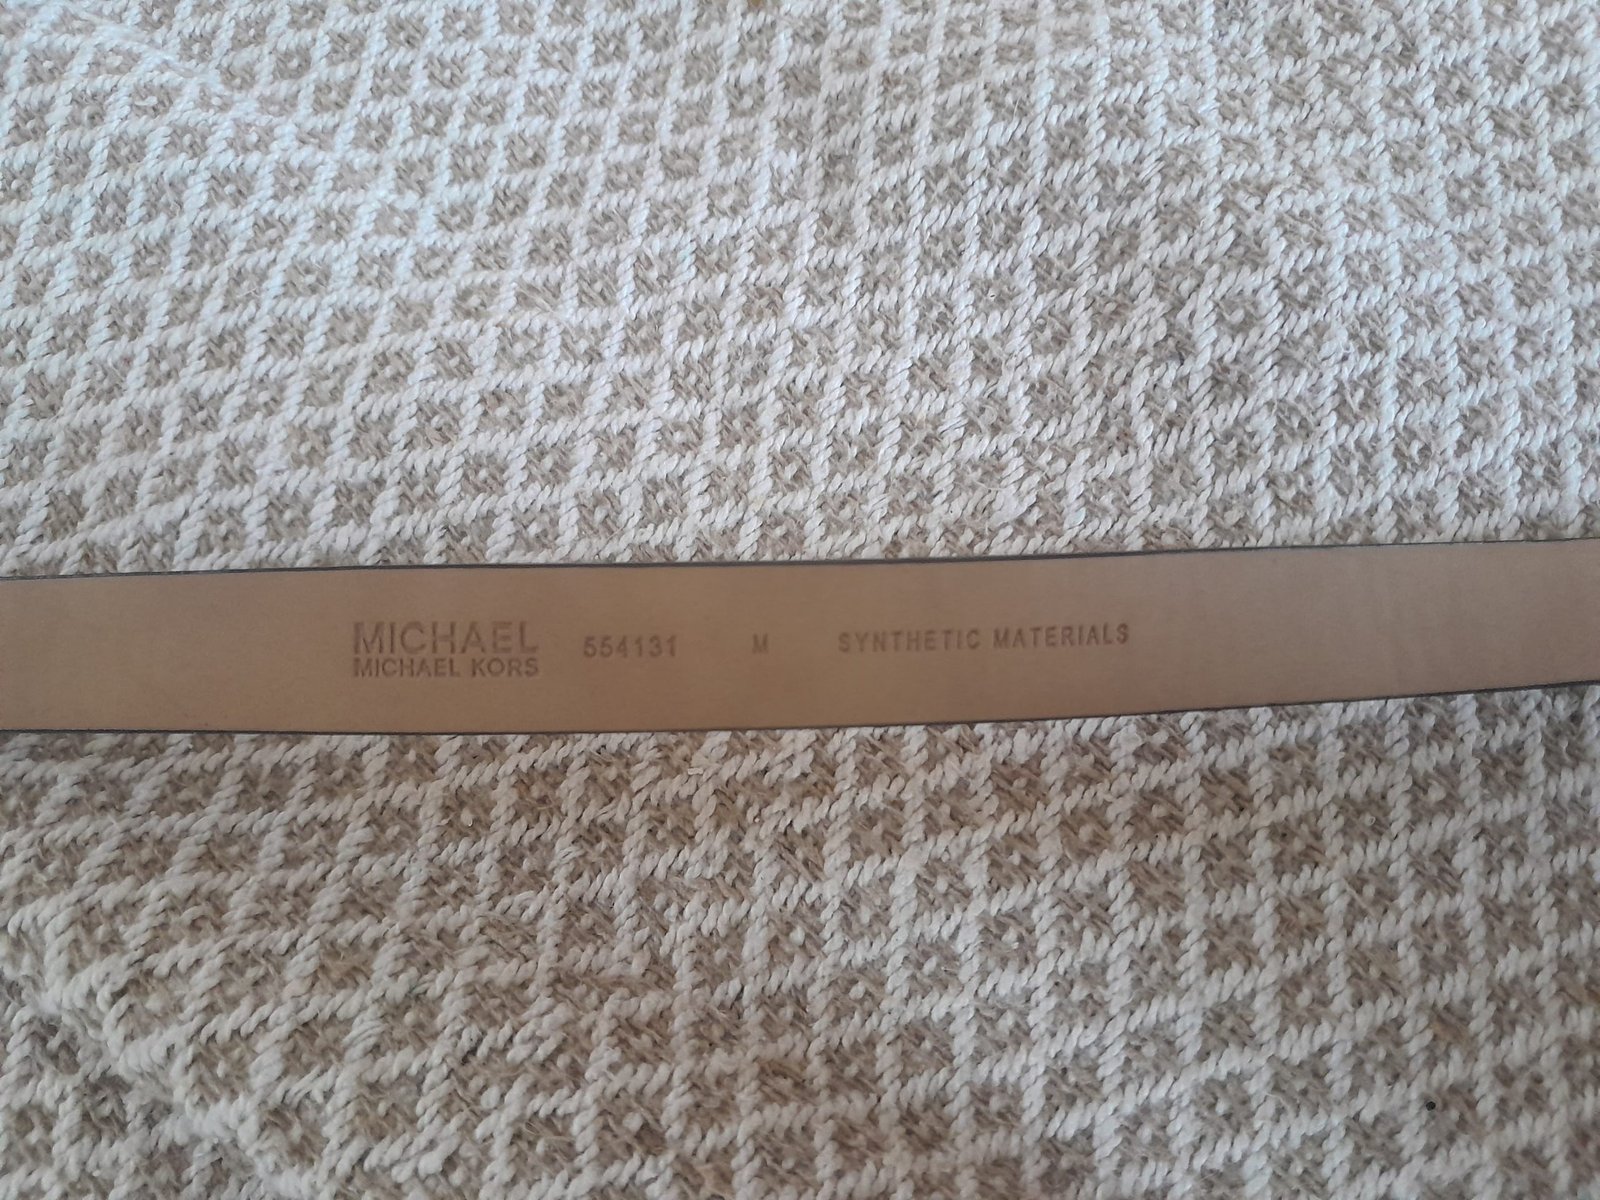 MICHAEL
MICHAEL KORS
554131 M SYNTHETIC MATERIALS